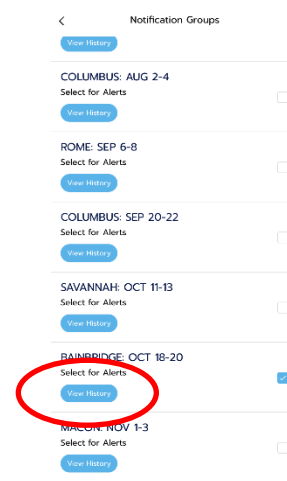 Notification Groups
View History
COLUMBUS: AUG 2-4
Select for Alerts
View History
ROME: SEP 6-8
Select for Alerts
View History
COLUMBUS: SEP 20-22
Select for Alerts
View History
SAVANNAH: OCT 11-13
Select for Alerts
View History
BAINBRIDGE: OCT 18-20
Select for Alerts
View History
MACON: NOV 1-3
Select for Alerts
View History